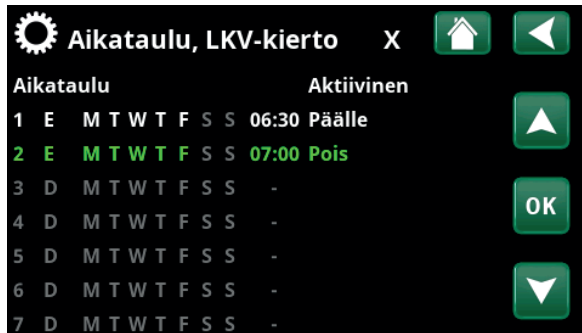 Aikataulu, LKV-kierto X
Aikataulu Aktiivinen
1 E M T W T F S S 06:30 Päälle
2 E M T W T F S S 07:00 Pois
3 D M T W T F S S -
4 D M T W T F S S -
OK
5 D M T W T F S S -
6 D M T W T F S S -
7 D M T W T F S S -